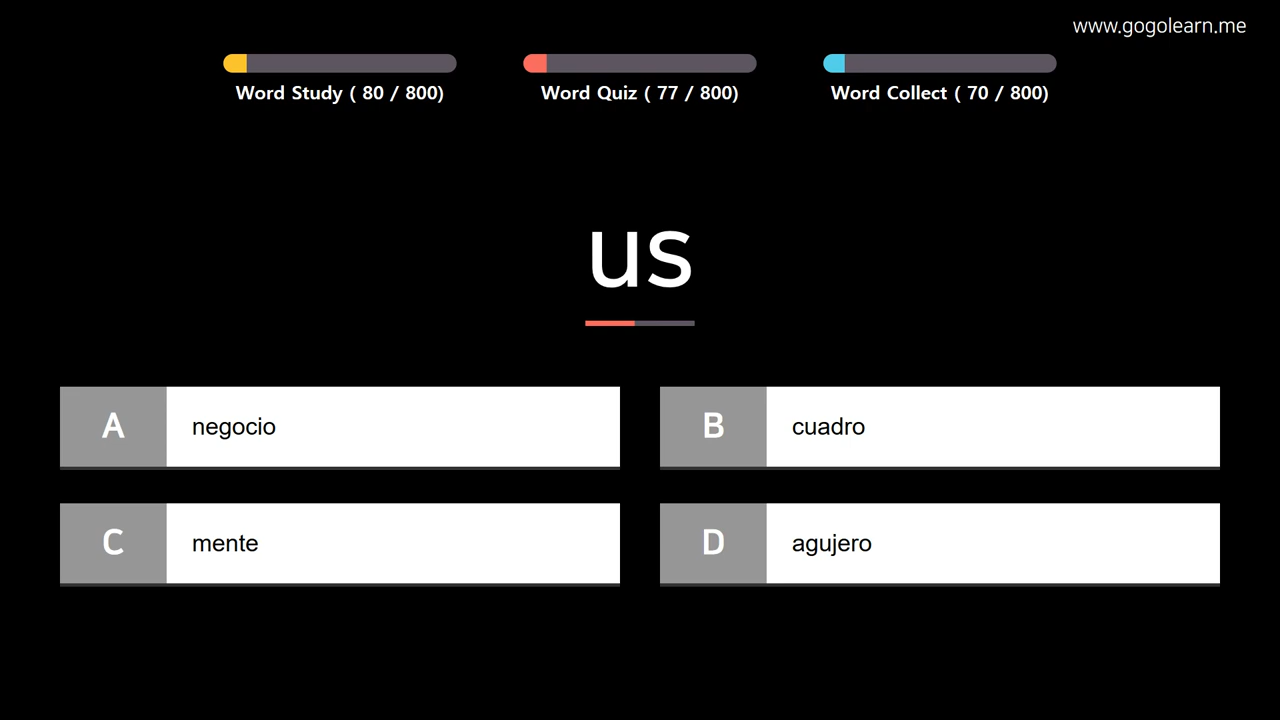 www.gogolearn.me
Word Study ( 80 / 800)
Word Quiz ( 77 / 800)
Word Collect ( 70 / 800)
us
A negocio
B cuadro
C mente
D agujero